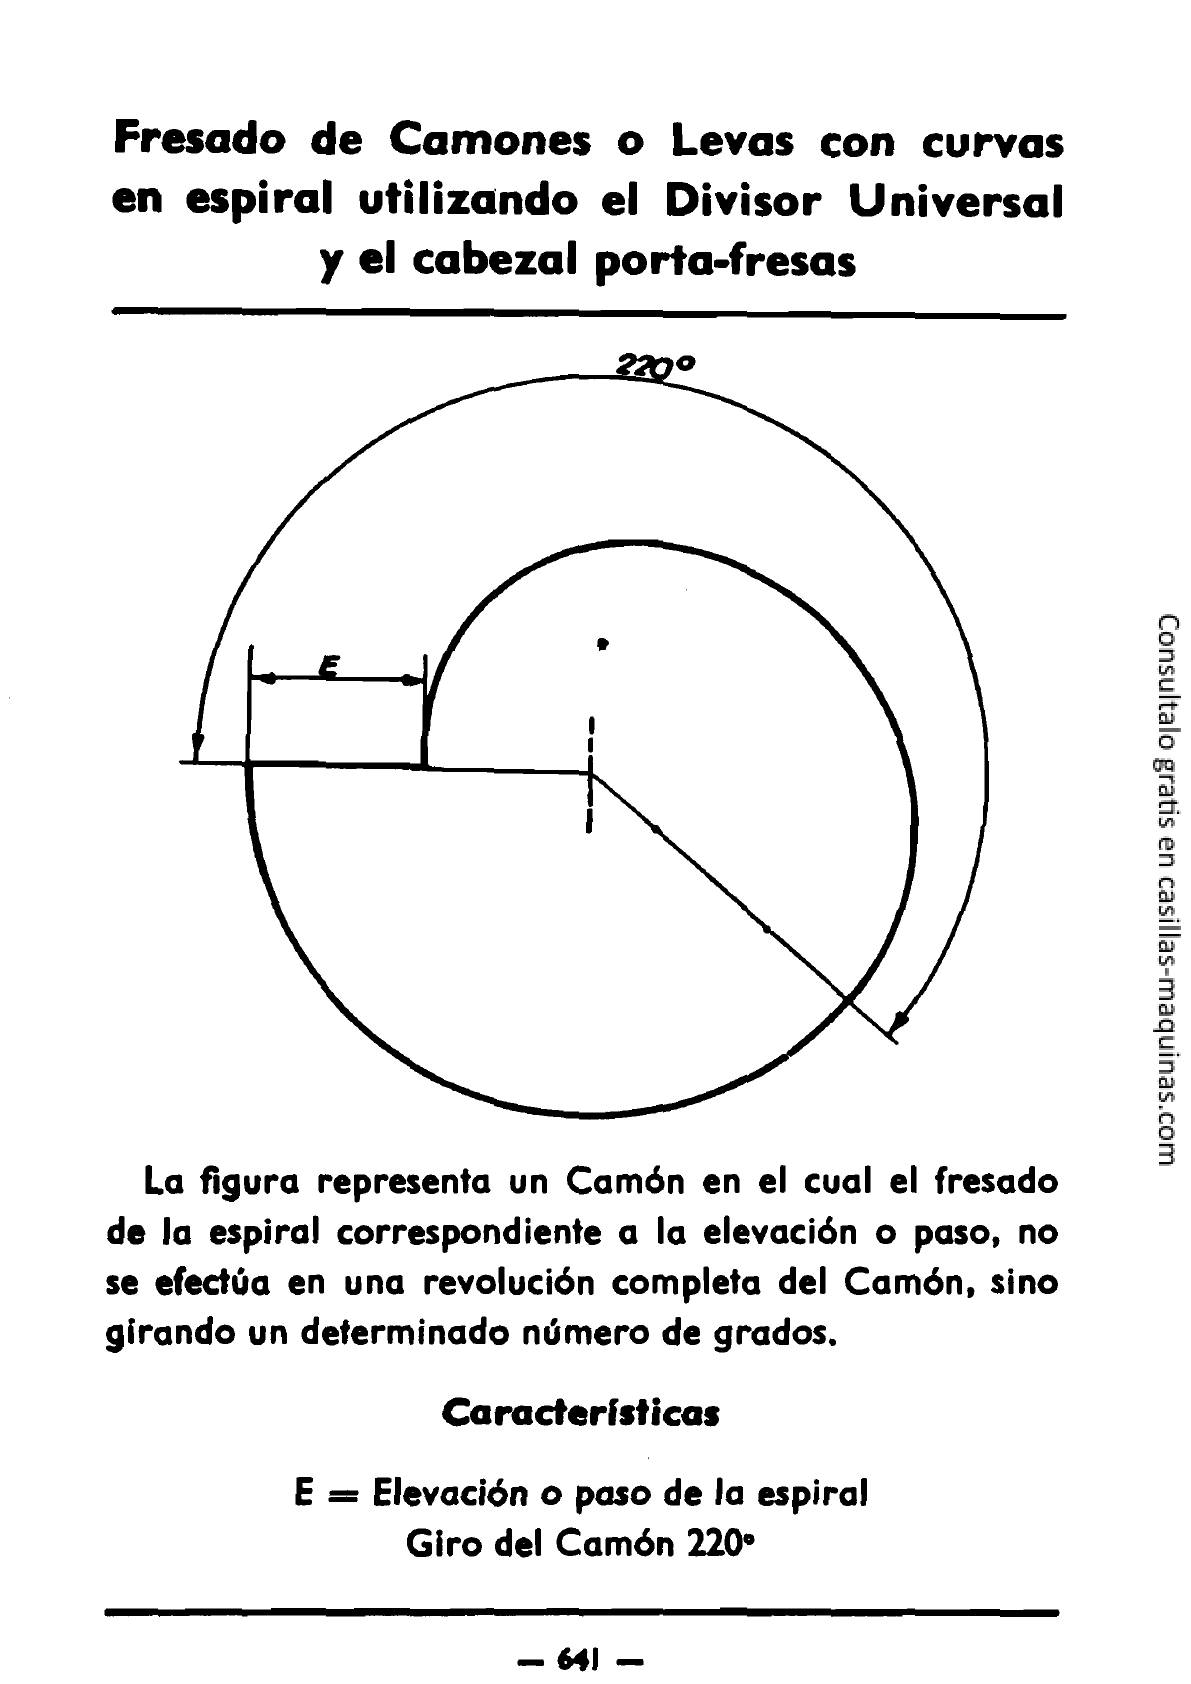 Fresado de Camones o Levas con curvas
en espiral utilizando el Divisor Universal
y el cabezal porta-fresas
220°
E
La figura representa un Camón en el cual el fresado
de la espiral correspondiente a la elevación o paso, no
se efectúa en una revolución completa del Camón, sino
girando un determinado número de grados.
Características
E = Elevación o paso de la espiral
Giro del Camón 220°
— 641 —
Consultalo gratis en casillas-maquinas.com